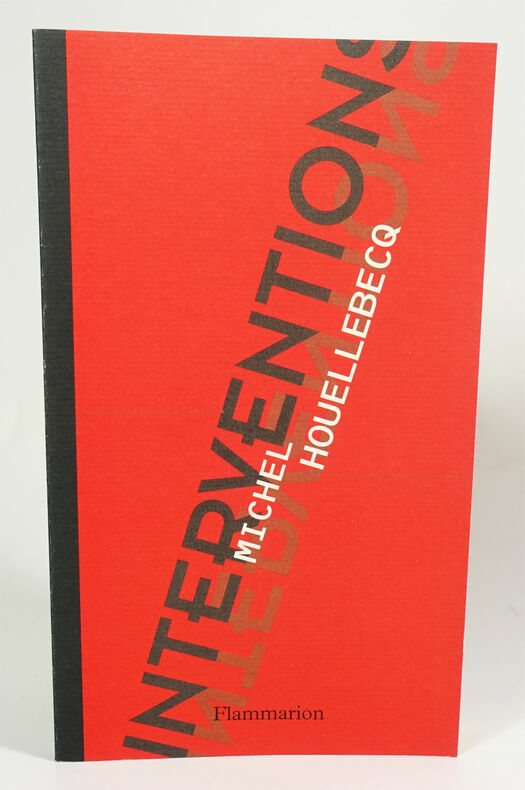 INTERVENTIONS
MICHEL
HOUELLEBECQ
Flammarion